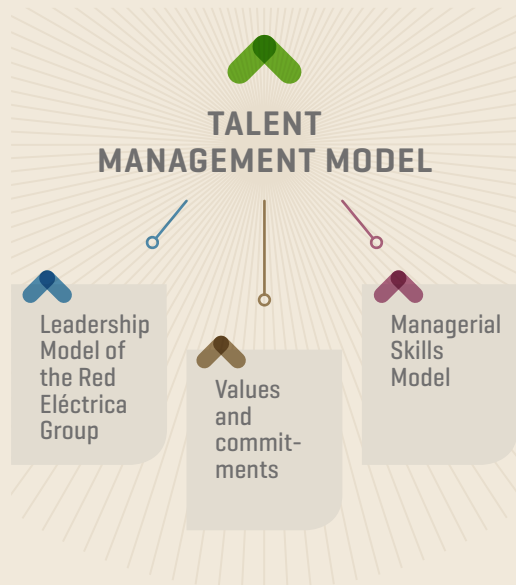 TALENT
MANAGEMENT MODEL
Leadership
Model of
the Red
Eléctrica
Group
Values
and
commit-
ments
Managerial
Skills
Model